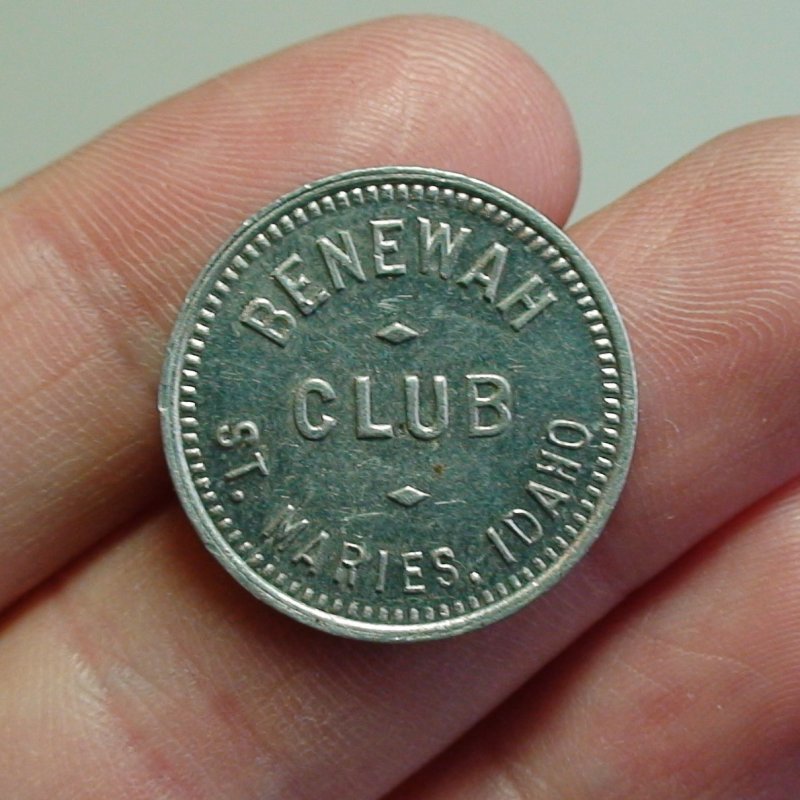 BENEWAH
CLUB
ST. MARIES, IDAHO